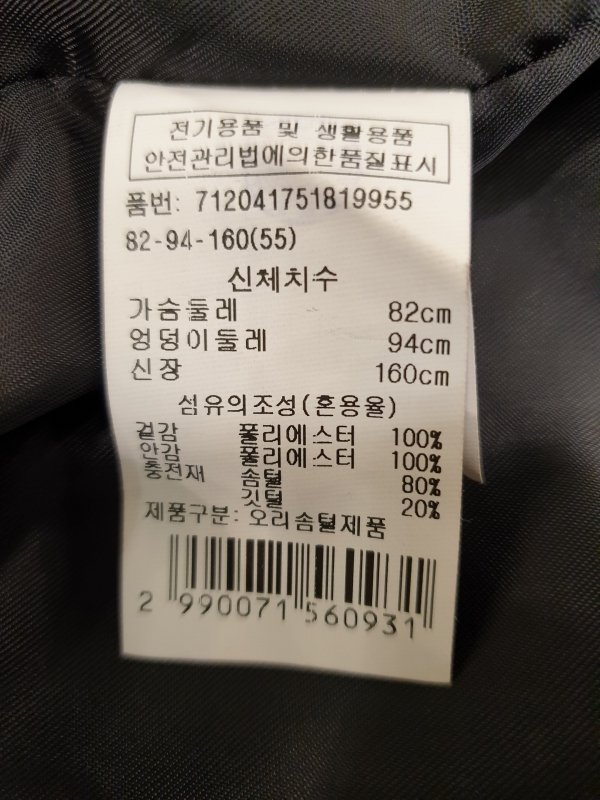 전기용품 및 생활용품
안전관리법에의한품질표시
품번: 712041751819955
82-94-160(55)
신체치수
가슴둘레 82cm
엉덩이둘레 94cm
신장 160cm
섬유의조성(혼용율)
겉감 폴리에스터 100%
안감 폴리에스터 100%
충전재 솜털 80%
깃털 20%
제품구분: 오리솜털제품
2 990071 560931